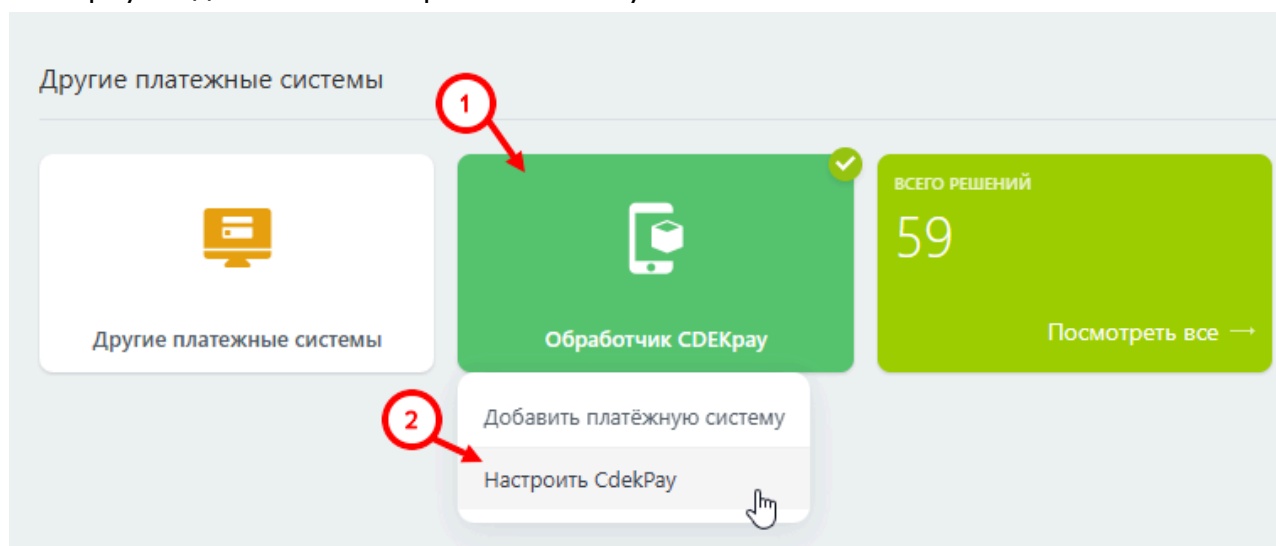 Другие платежные системы
1
ВСЕГО РЕШЕНИЙ
59
Другие платежные системы
Обработчик CDEKpay
Посмотреть все →
2
Добавить платёжную систему
Настроить CdekPay